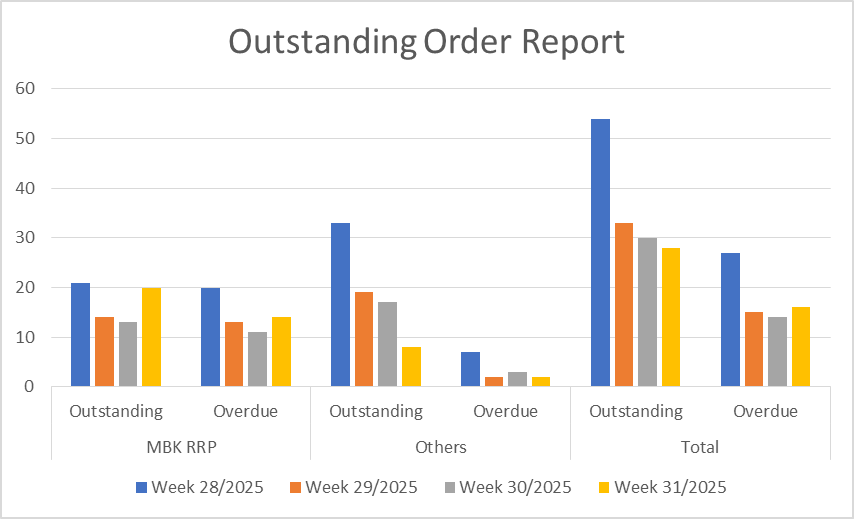 Outstanding Order Report
60
50
40
30
20
10
0
Outstanding Overdue Outstanding Overdue Outstanding Overdue
MBK RRP Others Total
Week 28/2025 Week 29/2025 Week 30/2025 Week 31/2025